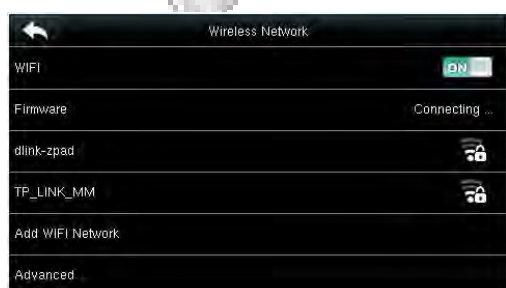 Wireless Network
WIFI
ON
Firmware
Connecting ...
dlink-zpad
TP_LINK_MM
Add WIFI Network
Advanced